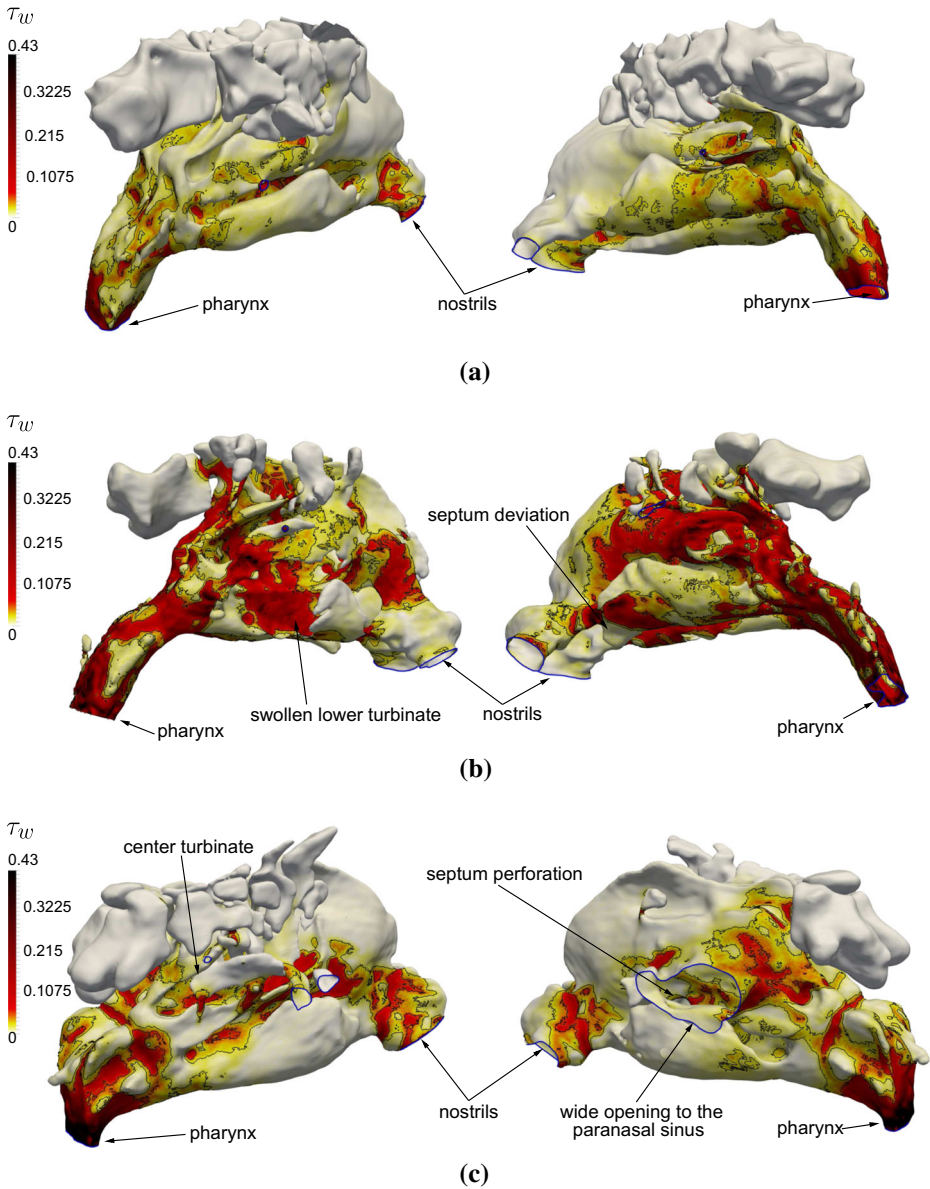 τw
0.43
0.3225
0.215
0.1075
0
pharynx
nostrils
pharynx
(a)
τw
0.43
0.3225
0.215
0.1075
0
septum deviation
swollen lower turbinate
nostrils
pharynx
pharynx
(b)
τw
0.43
0.3225
0.215
0.1075
0
center turbinate
septum perforation
nostrils
wide opening to the
paranasal sinus
pharynx
pharynx
(c)